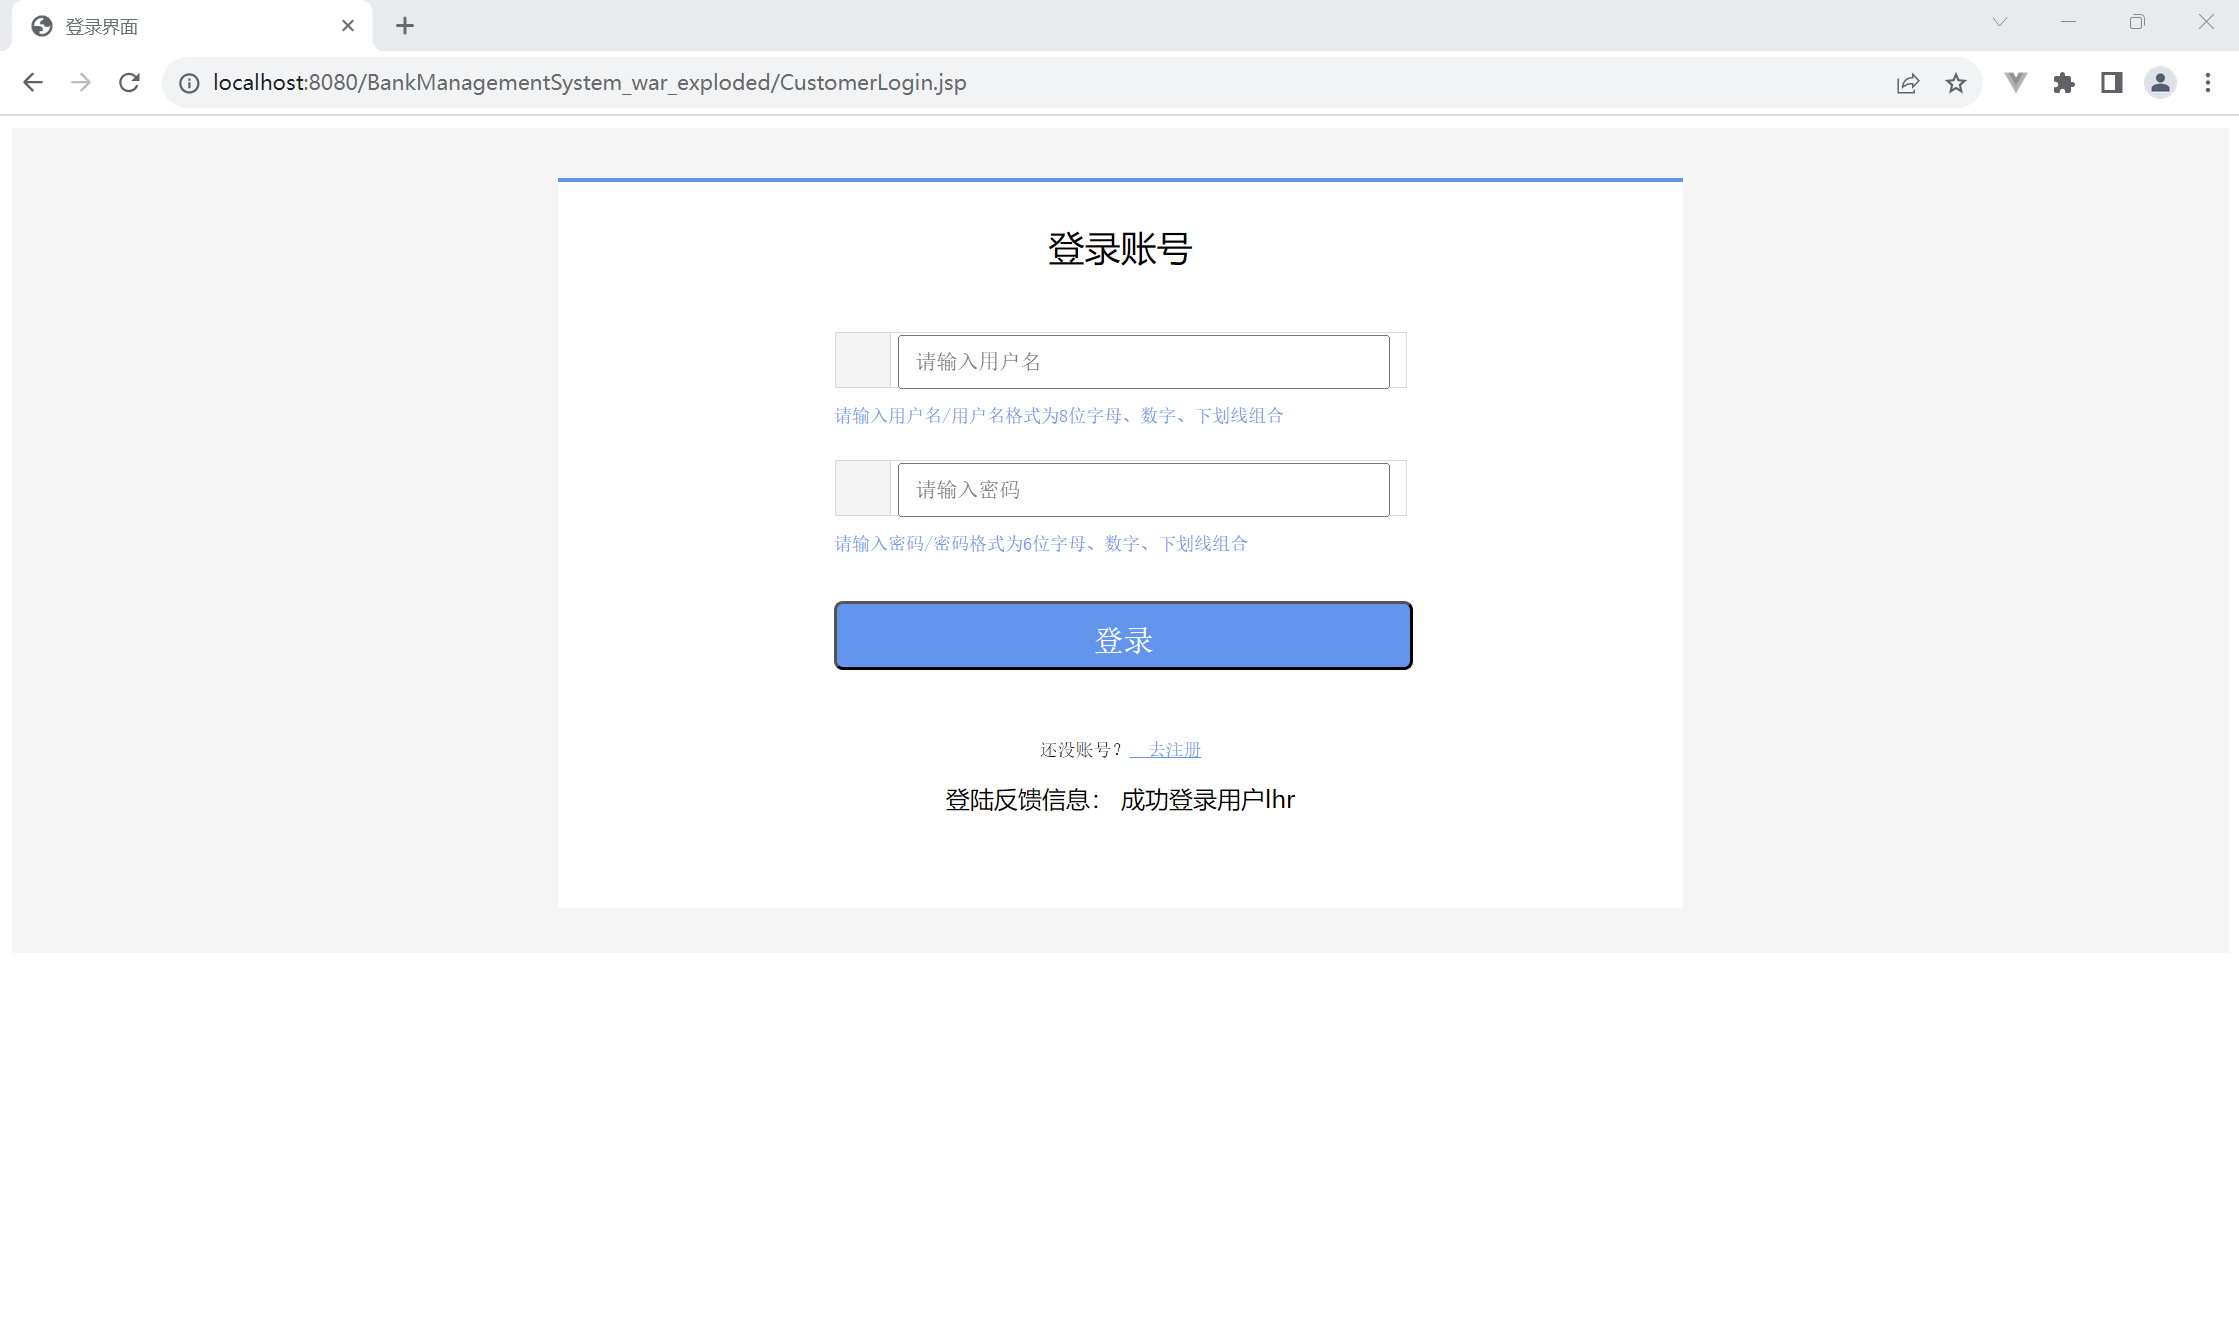 登录界面
localhost:8080/BankManagementSystem_war_exploded/CustomerLogin.jsp
登录账号
请输入用户名
请输入用户名/用户名格式为8位字母、数字、下划线组合
请输入密码
请输入密码/密码格式为6位字母、数字、下划线组合
登录
还没账号？ 去注册
登陆反馈信息： 成功登录用户lhr